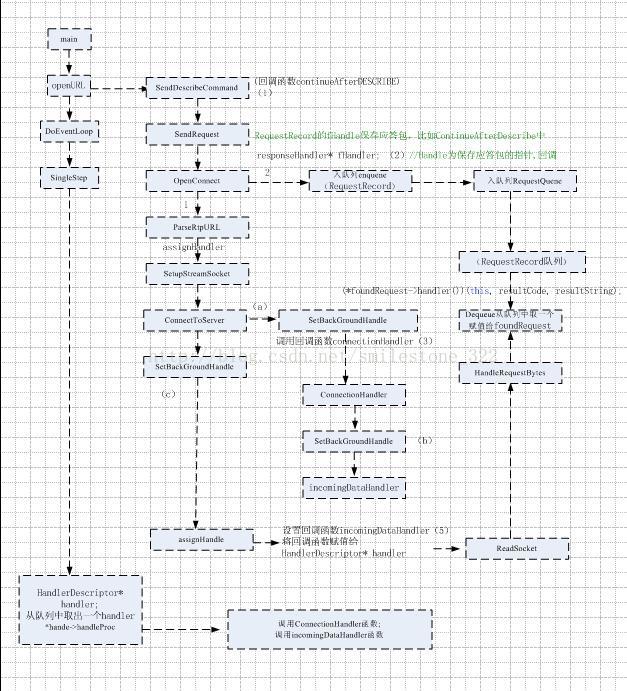 main
openURL
SendDescribeCommand
(回调函数continueAfterDESCRIBE)
(1)
DoEventLoop
SendRequest
RequestRecord的值Handle保存应答包, 比如ContinueAfterDescribe中
responseHandler* fHandler; (2) //Handle为保存应答包的指针,回调
SingleStep
OpenConnect
2
入队列enqueue
(RequestRecord)
入队列RequestQuene
1
ParseRtpURL
assignHandler
SetupStreamSocket
(RequestRecord队列)
(*foundRequest->handler())(this, resultCode, resultString);
ConnectToServer
(a)
SetBackGroundHandle
Dequeue从队列中取一个
赋值给foundRequest
调用回调函数connectionHandler (3)
http://blog.csdn.net/smilestone_322
SetBackGroundHandle
HandleRequestBytes
(c)
ConnectionHandler
SetBackGroundHandle
(b)
incomingDataHandler
assignHandle
设置回调函数incomingDataHandler (5)
将回调函数赋值给
HandlerDescriptor* handler
ReadSocket
HandlerDescriptor*
handler;
从队列中取出一个handler
*hande->handleProc
调用ConnectionHandler函数;
调用incomingDataHandler函数